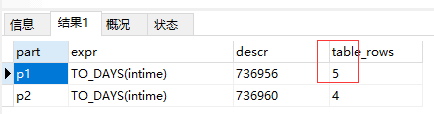 信息 结果1 概况 状态
part expr descr table_rows
p1 TO_DAYS(intime) 736956 5
p2 TO_DAYS(intime) 736960 4